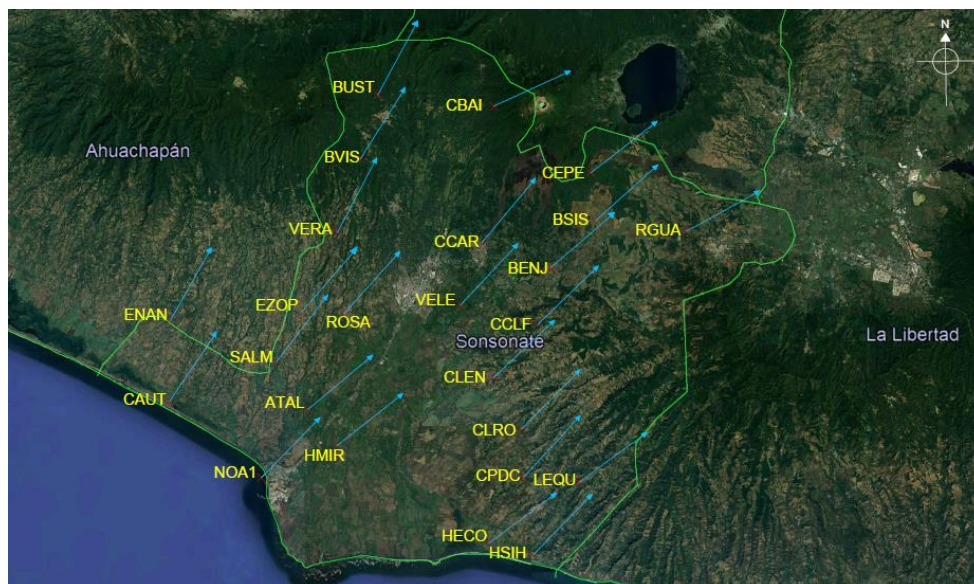 N
BUST
CBAI
Ahuachapán
BVIS
CEPE
VERA
CCAR
BSIS
RGUA
BENJ
ENAN
EZOP
ROSA
VELE
CCLF
Sonsonate
La Libertad
SALM
CLEN
CAUT
ATAL
CLRO
HMIR
NOA1
CPDC
LEQU
HECO
HSIH